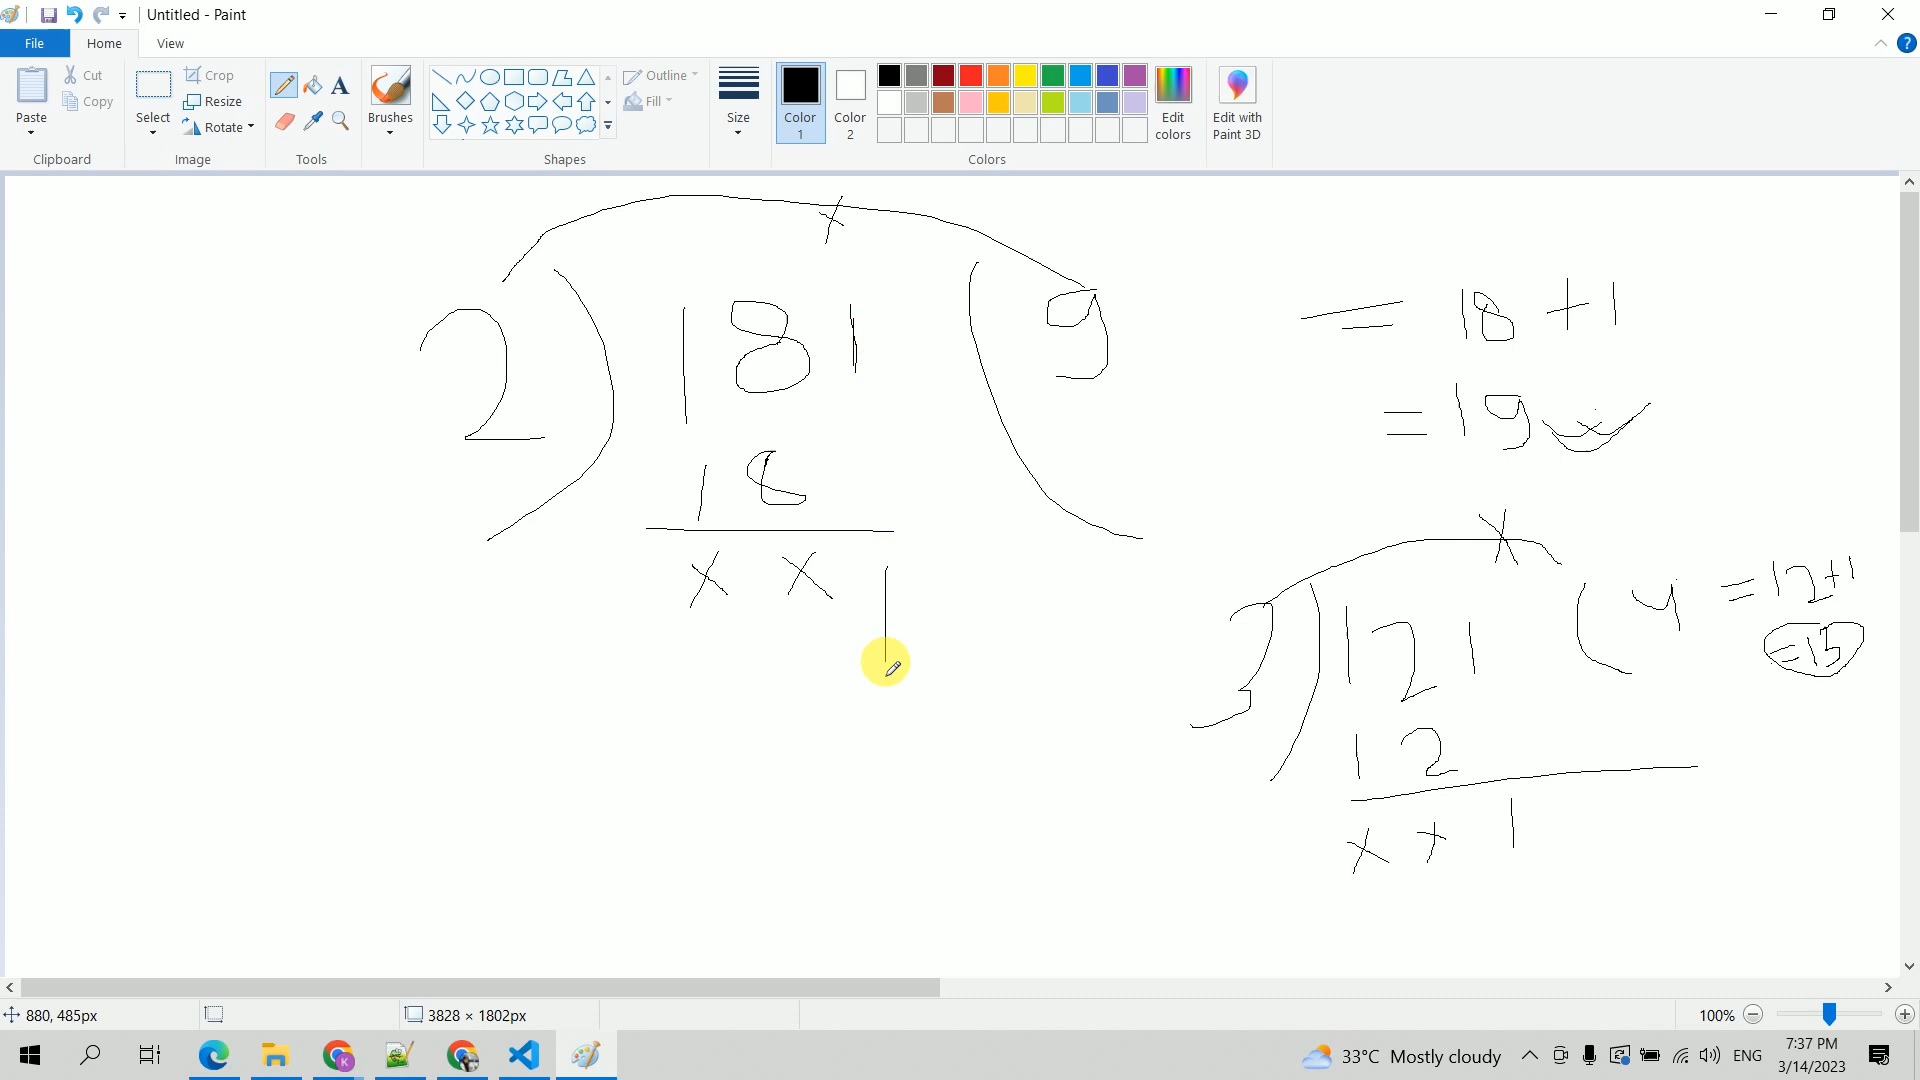 Untitled - Paint
File Home View
Paste
Cut
Copy
Clipboard
Select
Crop
Resize
Rotate
Image
Tools
Brushes
Shapes
Outline
Fill
Size
Color 1
Color 2
Colors
Edit colors
Edit with Paint 3D
x
2 ) 181 ( 9
18
x x 1
= 18 + 1
= 19
x
3 ) 121 ( 4 = 12 + 1
= 13
12
x x 1
880, 485px
3828 × 1802px
100%
33°C Mostly cloudy
ENG
7:37 PM
3/14/2023